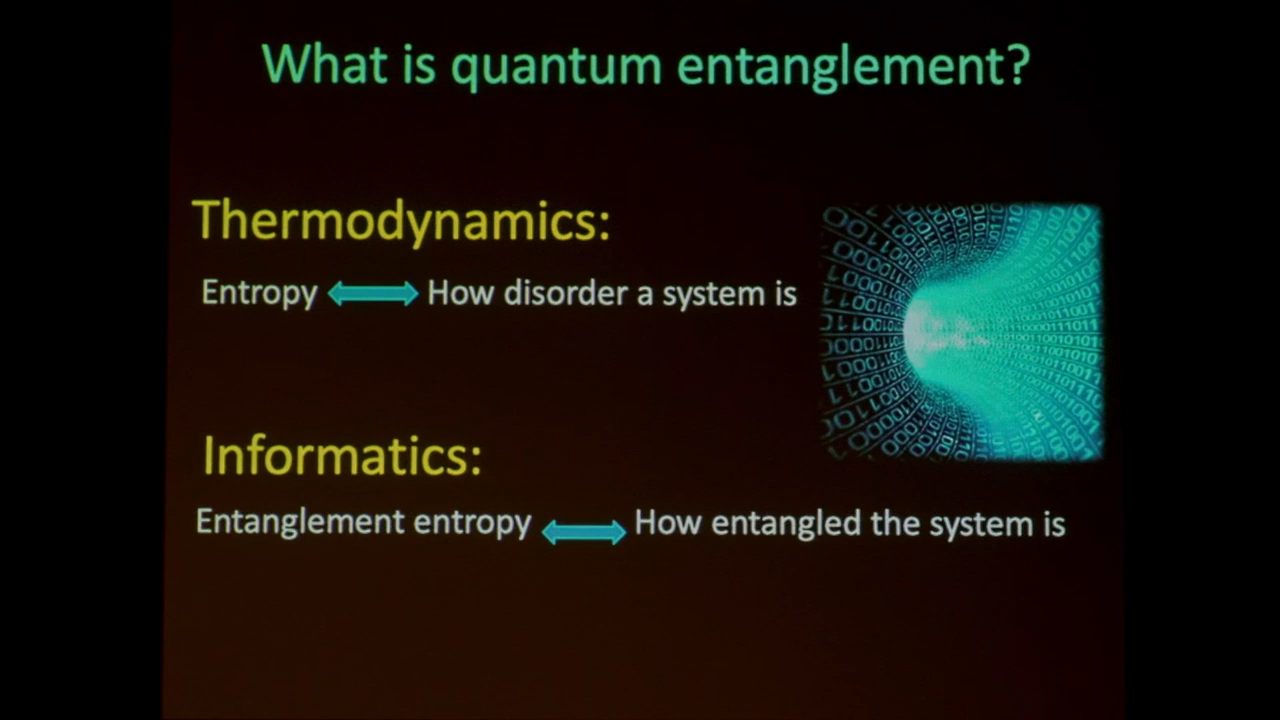 What is quantum entanglement?
Thermodynamics:
Entropy How disorder a system is
Informatics:
Entanglement entropy How entangled the system is